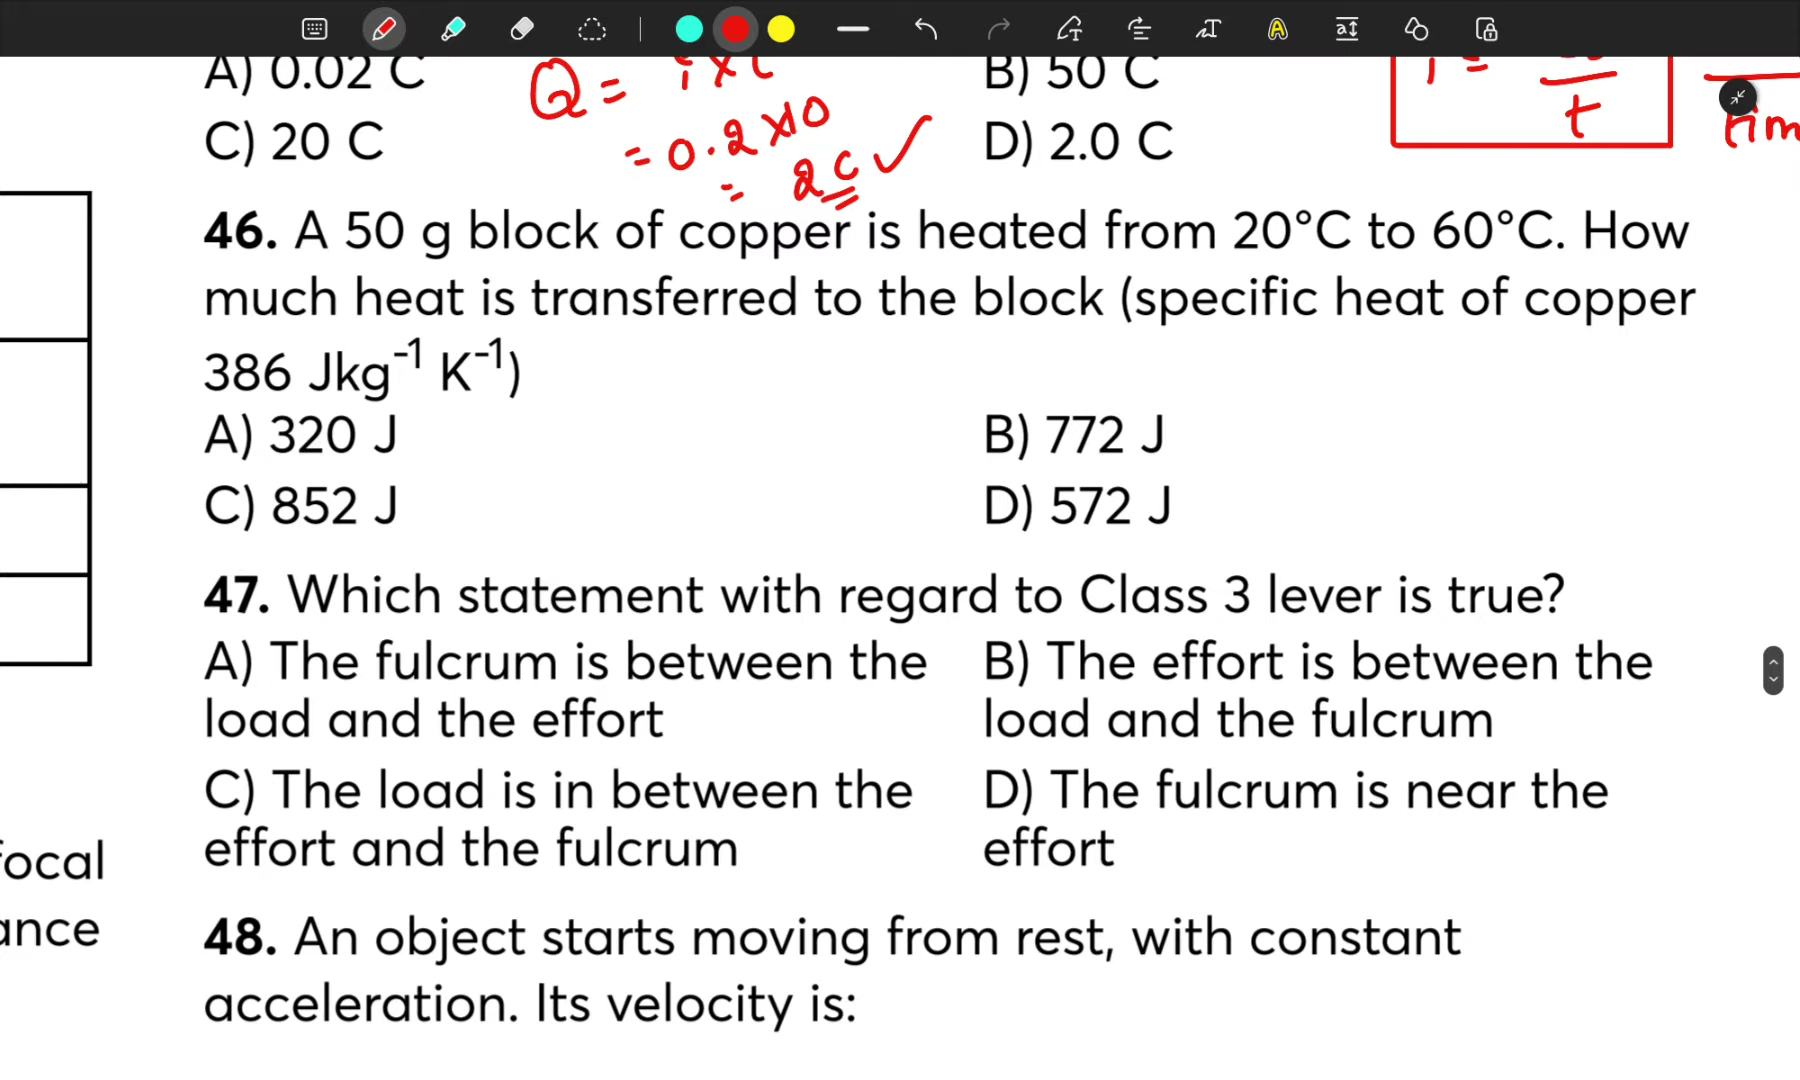 A) 0.02 C
Q = i × t
B) 50 C
i =
t
= 0.2 × 10
C) 20 C
D) 2.0 C
= 2 C ✓
46. A 50 g block of copper is heated from 20°C to 60°C. How
much heat is transferred to the block (specific heat of copper
386 Jkg⁻¹ K⁻¹)
A) 320 J
B) 772 J
C) 852 J
D) 572 J
47. Which statement with regard to Class 3 lever is true?
A) The fulcrum is between the
load and the effort
B) The effort is between the
load and the fulcrum
C) The load is in between the
effort and the fulcrum
D) The fulcrum is near the
effort
focal
ance
48. An object starts moving from rest, with constant
acceleration. Its velocity is: